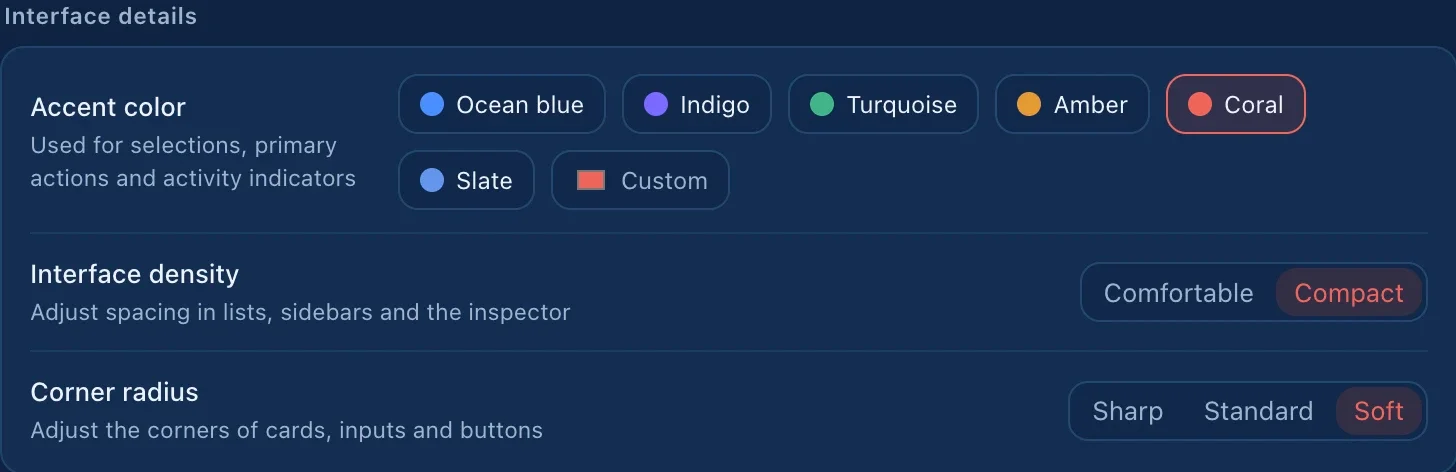 Interface details
Accent color
Used for selections, primary
actions and activity indicators
Ocean blue
Indigo
Turquoise
Amber
Coral
Slate
Custom
Interface density
Adjust spacing in lists, sidebars and the inspector
Comfortable
Compact
Corner radius
Adjust the corners of cards, inputs and buttons
Sharp
Standard
Soft